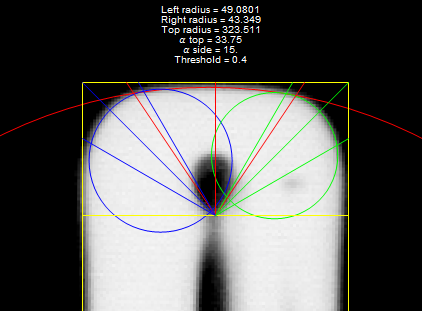 Left radius = 49.0801
Right radius = 43.349
Top radius = 323.511
α top = 33.75
α side = 15.
Threshold = 0.4